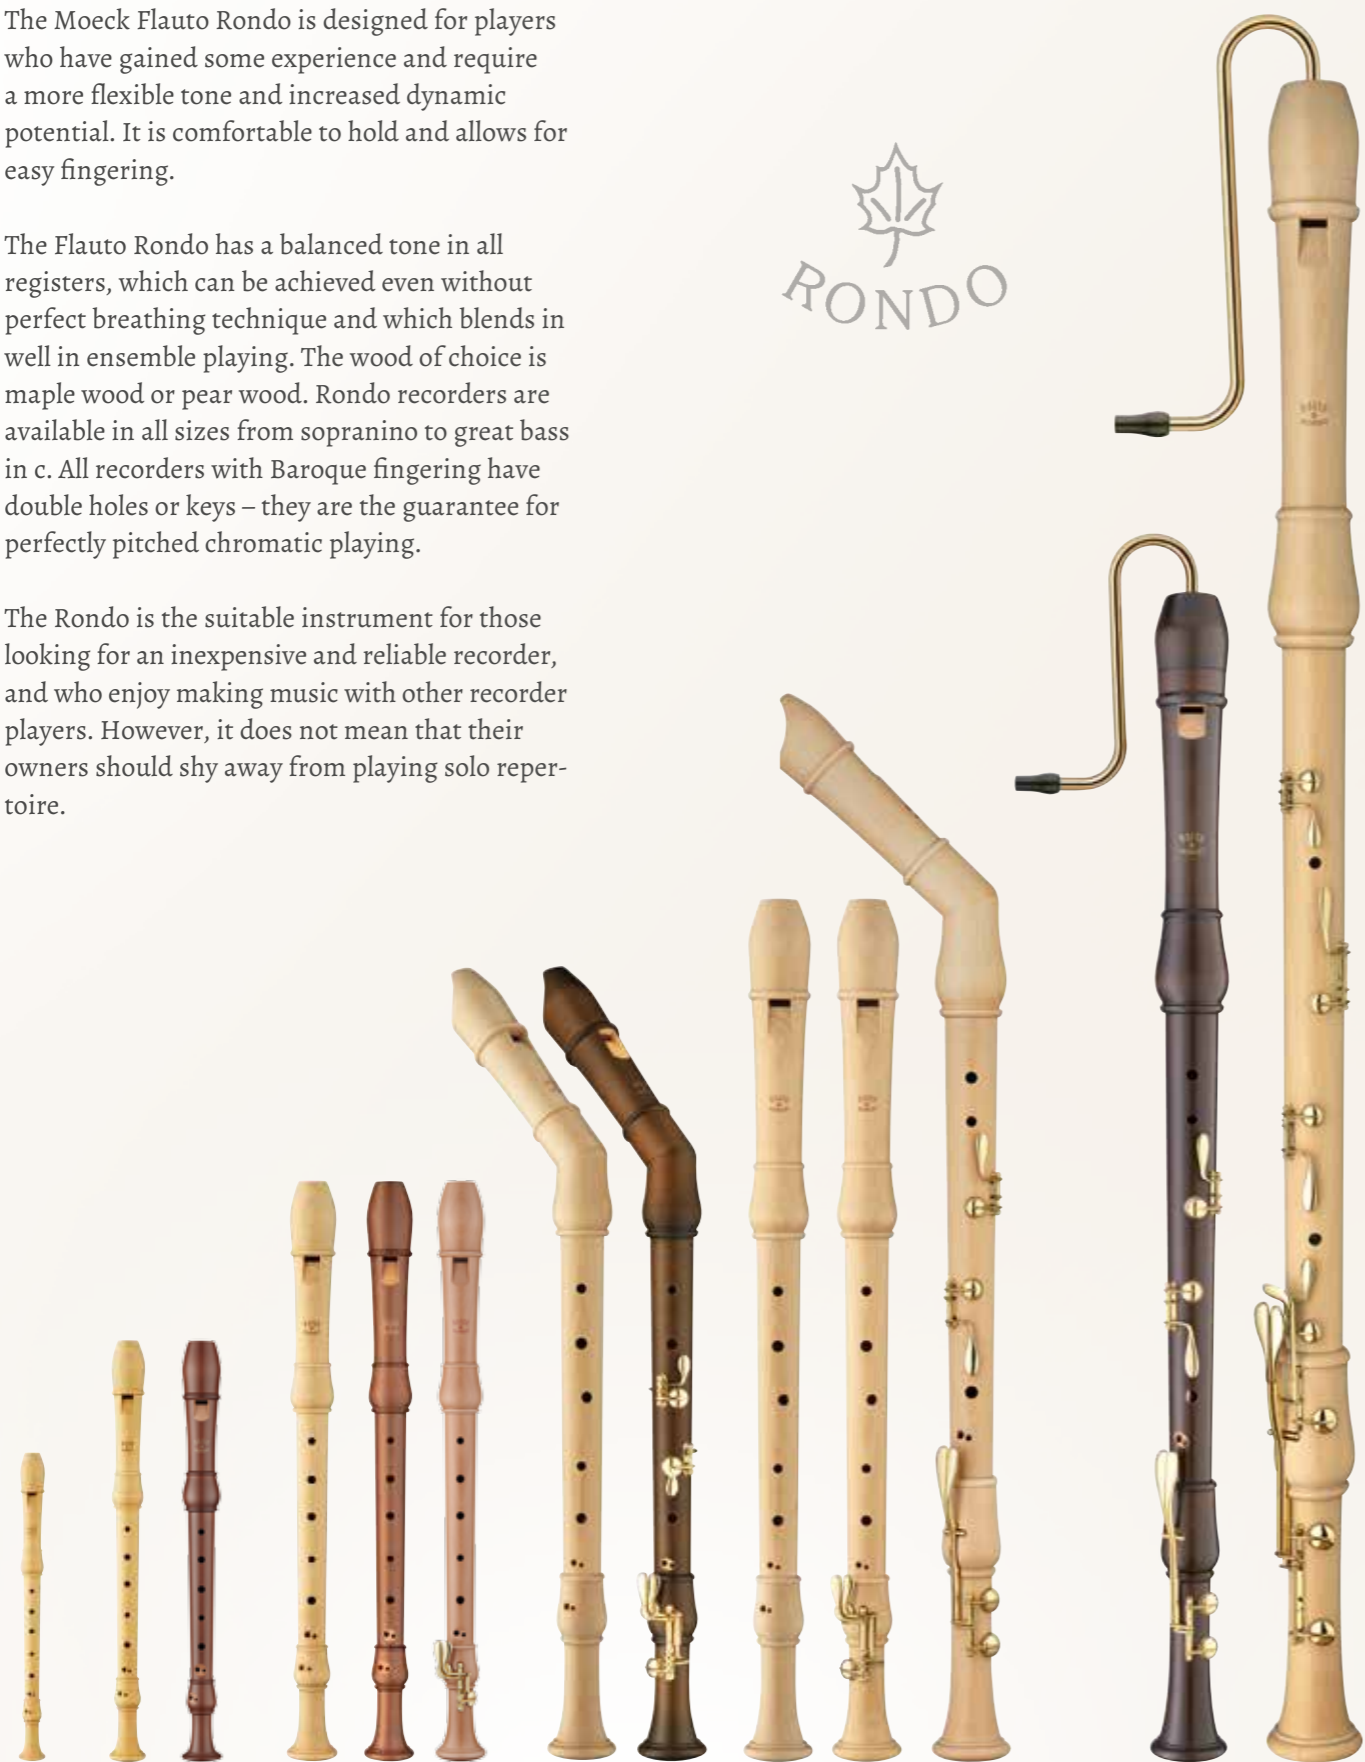 The Moeck Flauto Rondo is designed for players
who have gained some experience and require
a more flexible tone and increased dynamic
potential. It is comfortable to hold and allows for
easy fingering.
The Flauto Rondo has a balanced tone in all
registers, which can be achieved even without
perfect breathing technique and which blends in
well in ensemble playing. The wood of choice is
maple wood or pear wood. Rondo recorders are
available in all sizes from sopranino to great bass
in c. All recorders with Baroque fingering have
double holes or keys – they are the guarantee for
perfectly pitched chromatic playing.
The Rondo is the suitable instrument for those
looking for an inexpensive and reliable recorder,
and who enjoy making music with other recorder
players. However, it does not mean that their
owners should shy away from playing solo reper-
toire.
RONDO